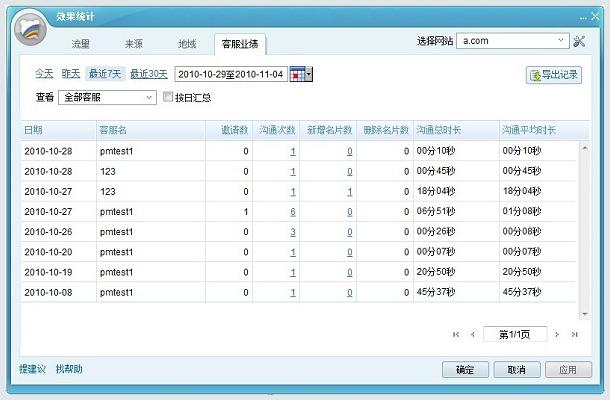 效果统计
流量 来源 地域 客服业绩 选择网站 a.com
今天 昨天 最近7天 最近30天 2010-10-29至2010-11-04 导出记录
查看 全部客服 按日汇总
日期 客服名 邀请数 沟通次数 新增名片数 删除名片数 沟通总时长 沟通平均时长
2010-10-28 pmtest1 0 1 0 0 00分10秒 00分10秒
2010-10-28 123 0 1 0 0 00分45秒 00分45秒
2010-10-27 123 0 1 1 0 18分04秒 18分04秒
2010-10-27 pmtest1 1 6 0 0 06分51秒 01分08秒
2010-10-26 pmtest1 0 3 0 0 00分26秒 00分08秒
2010-10-20 pmtest1 0 1 0 0 00分07秒 00分07秒
2010-10-19 pmtest1 0 1 0 0 20分50秒 20分50秒
2010-10-08 pmtest1 0 1 0 0 45分37秒 45分37秒
第1/1页
提建议 找帮助 确定 取消 应用